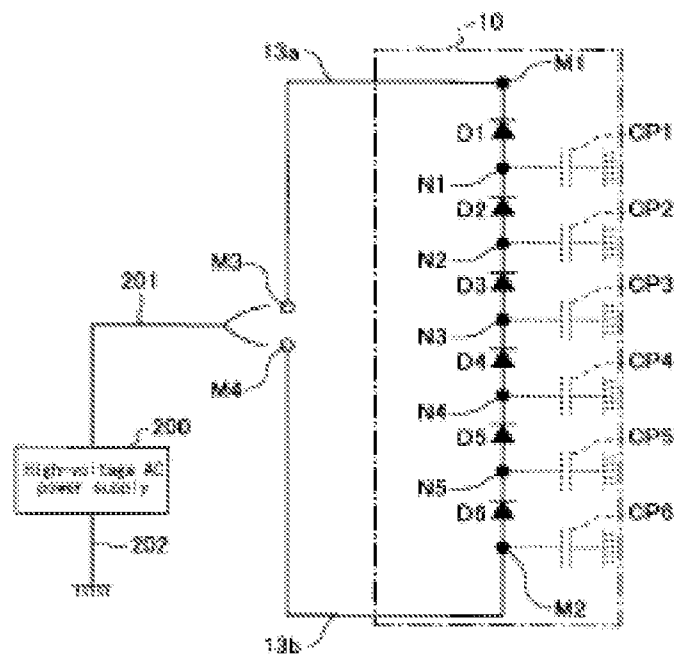 10
13a
M1
D1
CP1
N1
D2
CP2
N2
M3
D3
CP3
201
N3
D4
CP4
M4
N4
200
D5
CP5
High-voltage AC
power supply
N5
D6
CP6
202
M2
13b